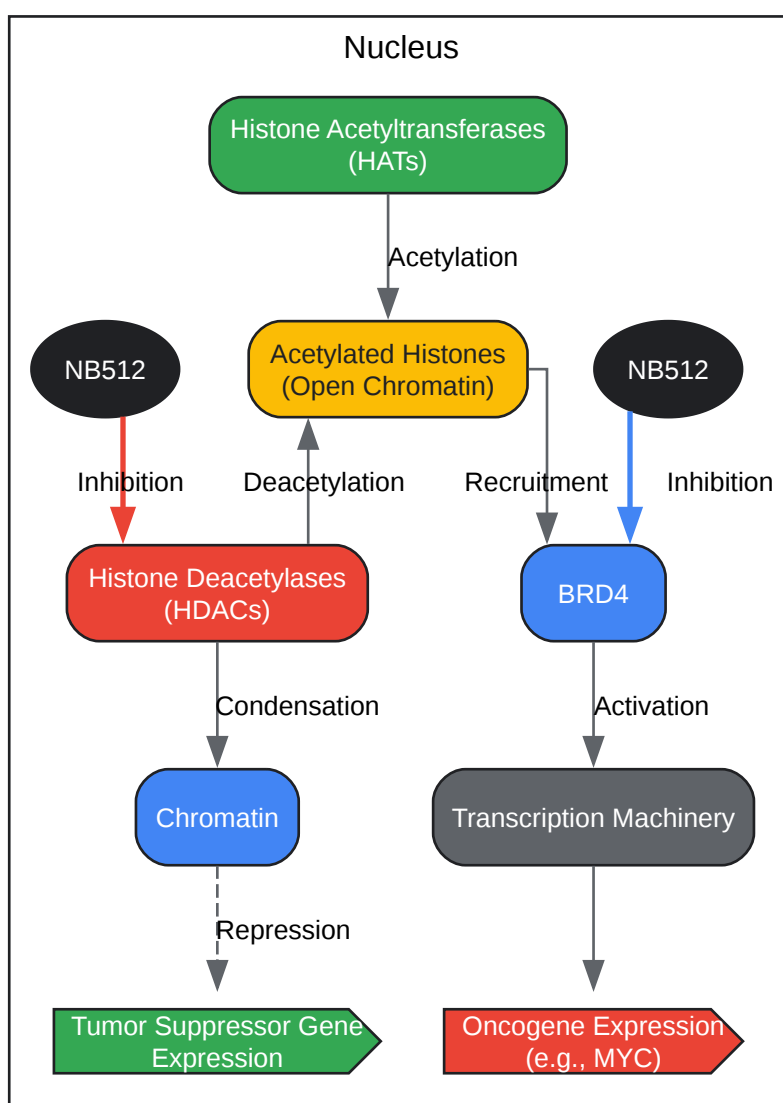 Nucleus
Histone Acetyltransferases
(HATs)
Acetylation
NB512
Acetylated Histones
(Open Chromatin)
NB512
Inhibition
Deacetylation
Recruitment
Inhibition
Histone Deacetylases
(HDACs)
BRD4
Condensation
Activation
Chromatin
Transcription Machinery
Repression
Tumor Suppressor Gene
Expression
Oncogene Expression
(e.g., MYC)